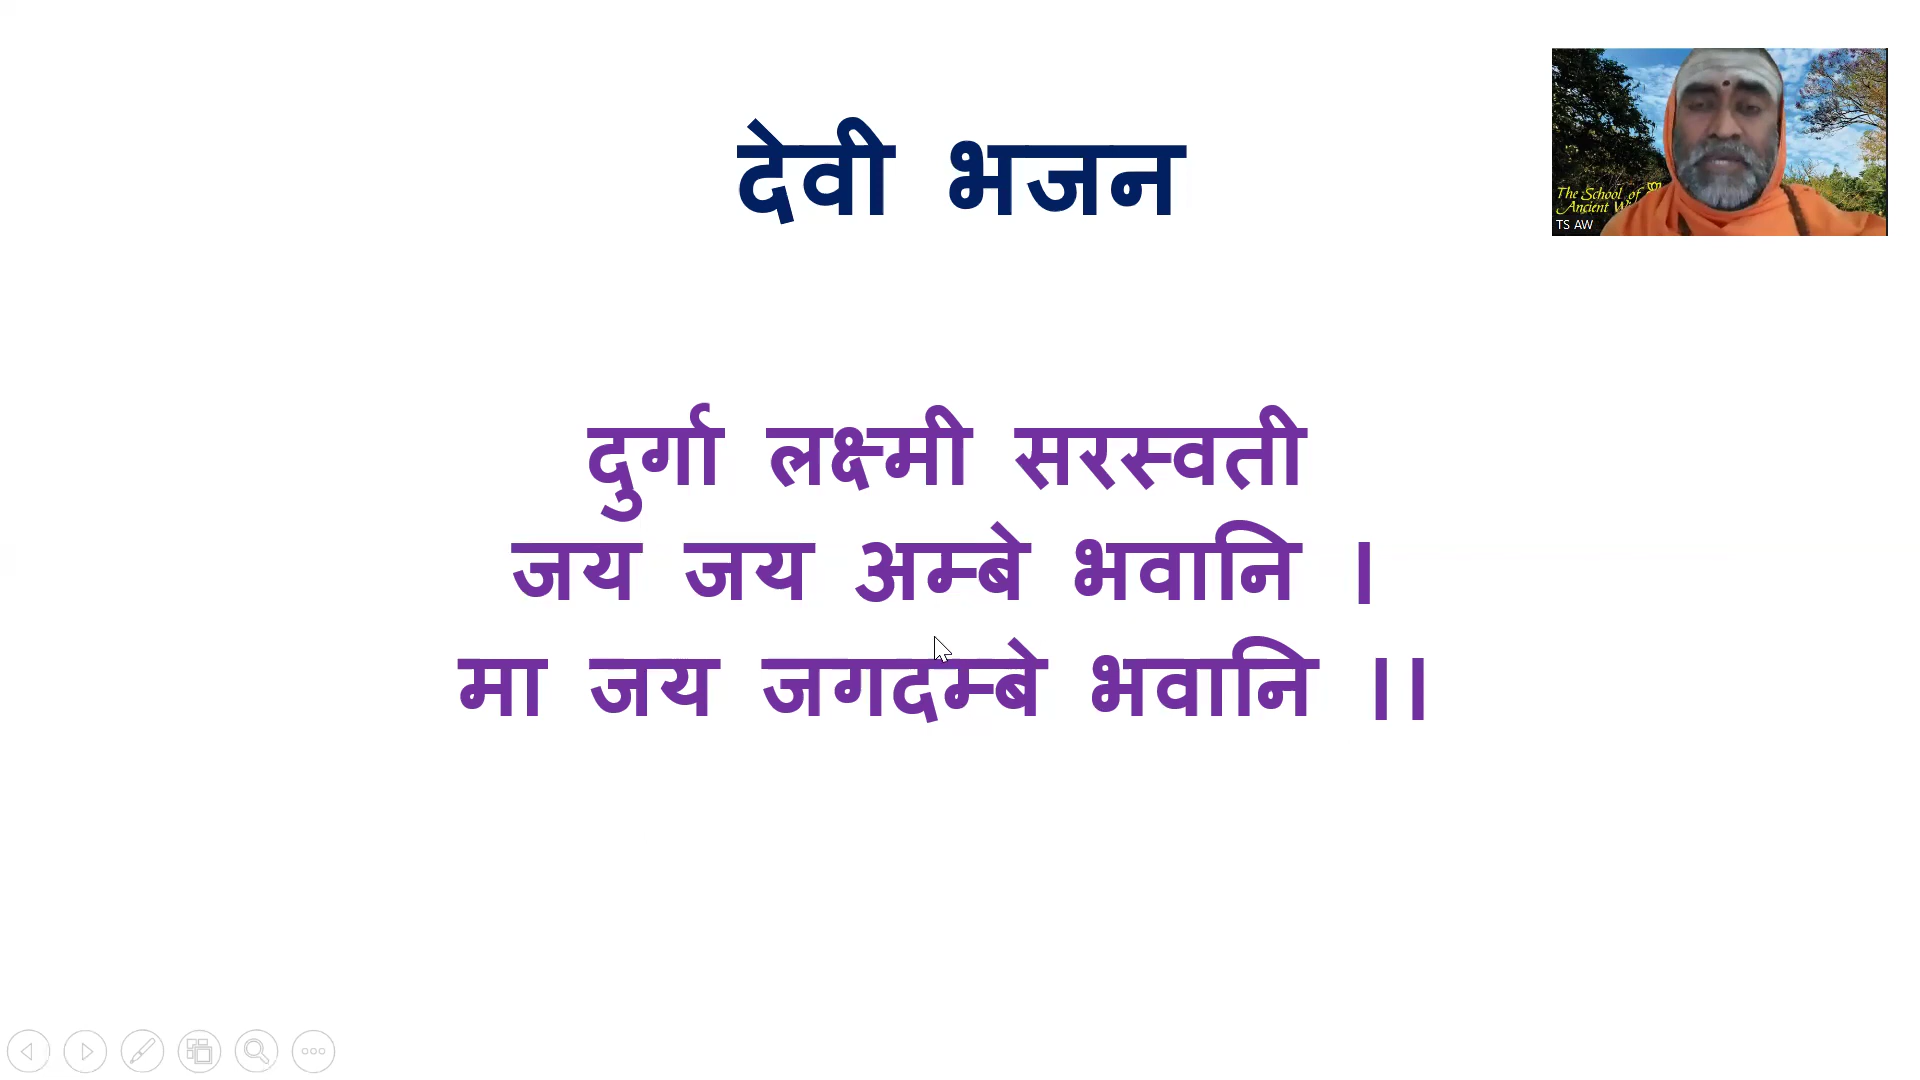 देवी भजन
दुर्गा लक्ष्मी सरस्वती
जय जय अम्बे भवानि ।
मा जय जगदम्बे भवानि ।।
The School of
Ancient
TS AW